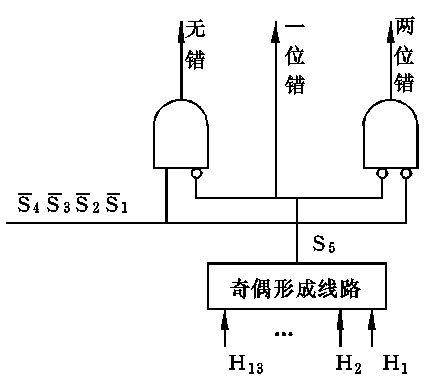 无错 一位错 两位错
S̅₄ S̅₃ S̅₂ S̅₁
S₅
奇偶形成线路
...
H₁₃ H₂ H₁